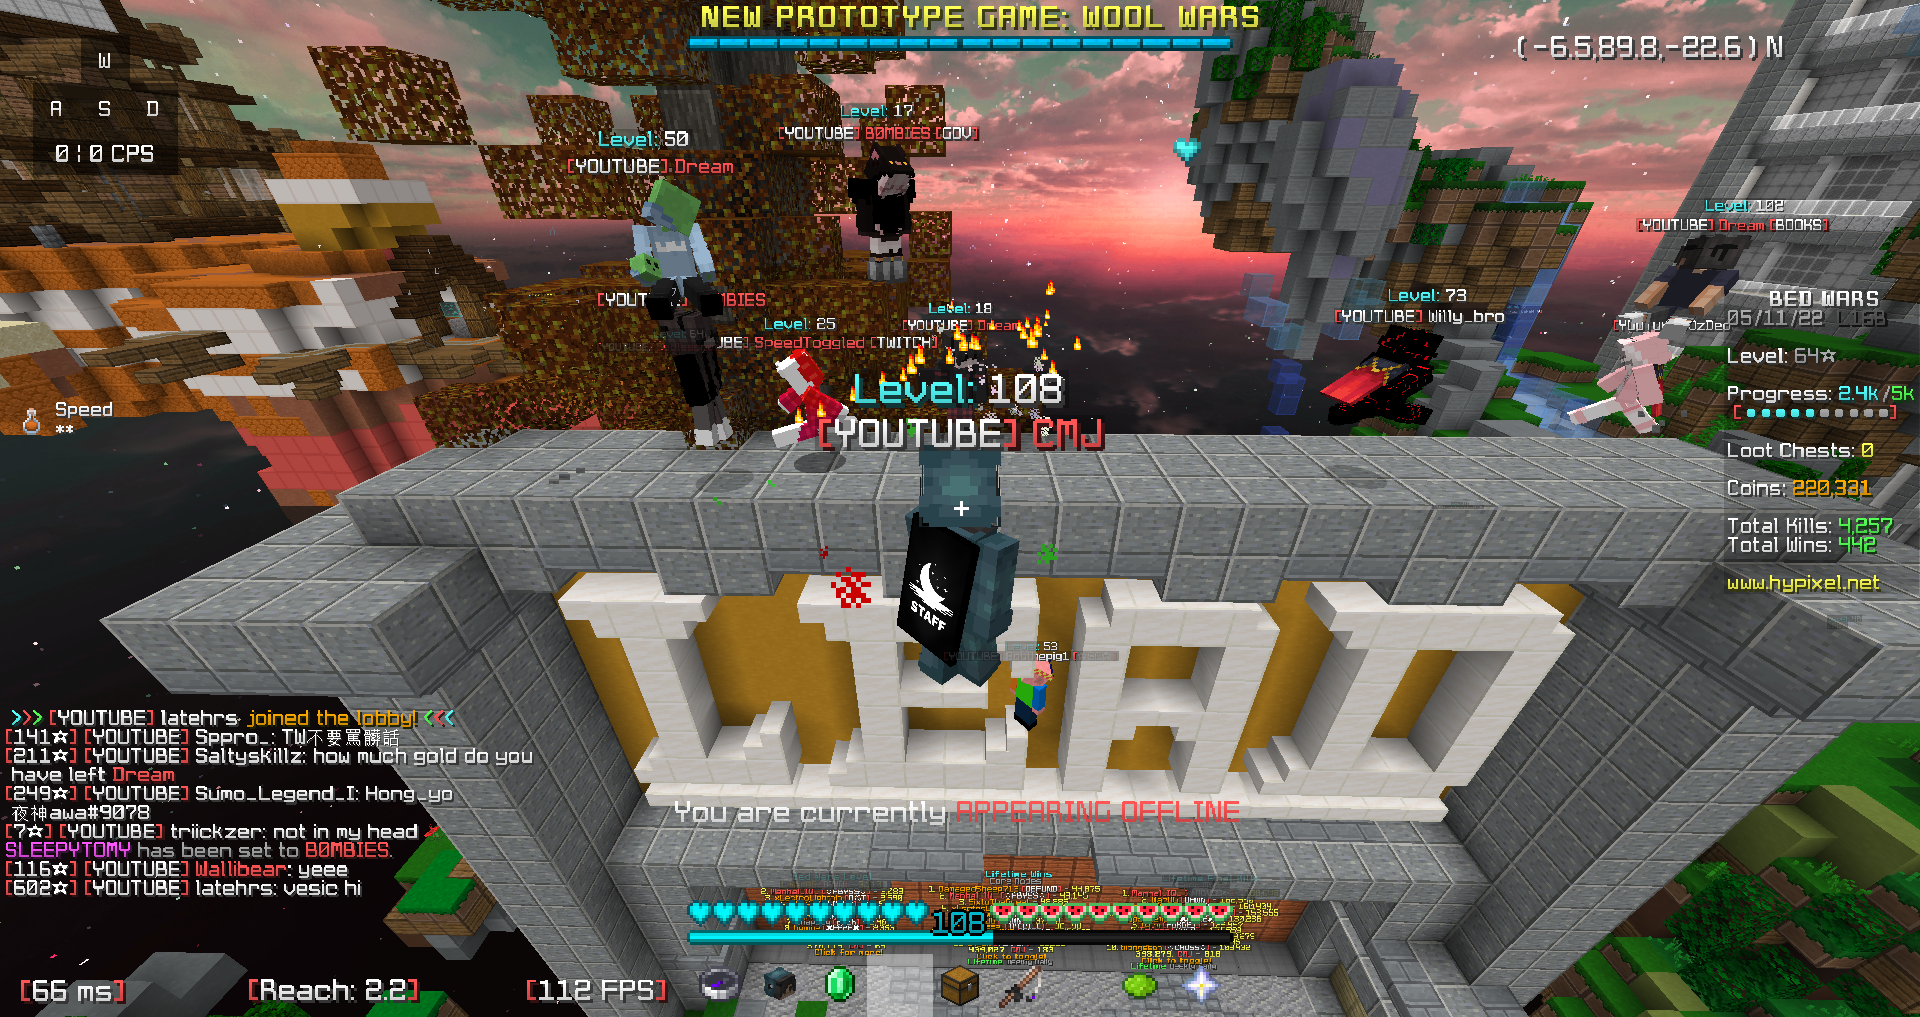 NEW PROTOTYPE GAME: WOOL WARS
(-6.5,89.8,-22.6) N
W
A S D
0 | 0 CPS
Level: 17
[YOUTUBE] B0MBIES [GOV]
Level: 50
[YOUTUBE] Dream
Level: 102
[YOUTUBE] Dream [BOOKS]
Level: 18
[YOUTUBE] Dream
Level: 25
SpeedToggled [TWITCH]
Level: 73
[YOUTUBE] Willy_bro
Level: 108
[YOUTUBE] CMJ
Speed
**
BED WARS
05/11/22 L16B
Level: 64☆
Progress: 2.4k/5k
Loot Chests: 0
Coins: 220,331
Total Kills: 4,257
Total Wins: 442
www.hypixel.net
STAFF
LEAD
>>> [YOUTUBE] latehrs joined the lobby! <<<
[141☆] [YOUTUBE] Sppro_: TW不要罵髒話
[211☆] [YOUTUBE] SaltySkillz: how much gold do you
have left Dream
[249☆] [YOUTUBE] Sumo_Legend_I: Hong_yo
夜神awa#9078
[7☆] [YOUTUBE] triickzer: not in my head
SLEEPYTOMY has been set to B0MBIES.
[116☆] [YOUTUBE] Wallibear: yeee
[602☆] [YOUTUBE] latehrs: vesic hi
You are currently APPEARING OFFLINE
Lifetime Wins
108
[66 ms]
[Reach: 2.2]
[112 FPS]